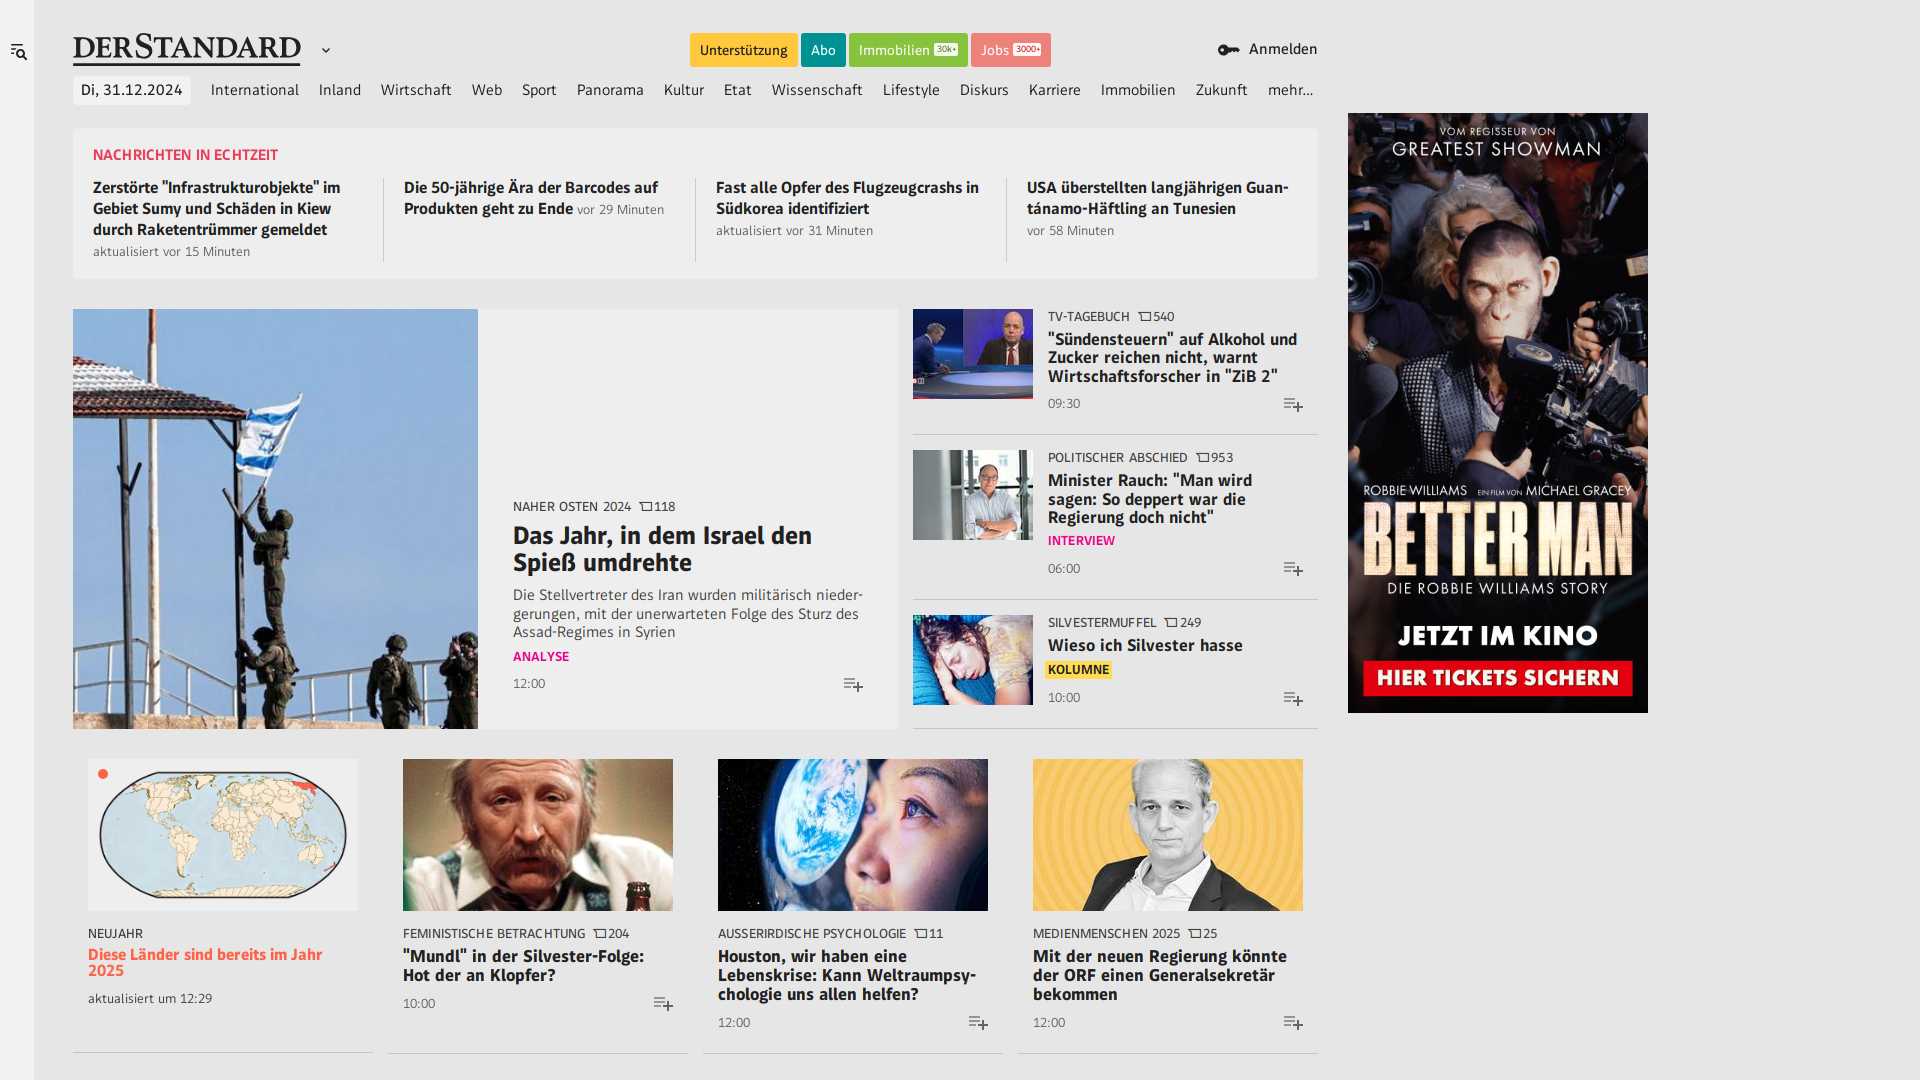 DERSTANDARD
Unterstützung
Abo
Immobilien 30k+
Jobs 3000+
Anmelden
Di, 31.12.2024
International
Inland
Wirtschaft
Web
Sport
Panorama
Kultur
Etat
Wissenschaft
Lifestyle
Diskurs
Karriere
Immobilien
Zukunft
mehr...
NACHRICHTEN IN ECHTZEIT
Zerstörte "Infrastrukturobjekte" im
Gebiet Sumy und Schäden in Kiew
durch Raketentrümmer gemeldet
aktualisiert vor 15 Minuten
Die 50-jährige Ära der Barcodes auf
Produkten geht zu Ende vor 29 Minuten
Fast alle Opfer des Flugzeugcrashs in
Südkorea identifiziert
aktualisiert vor 31 Minuten
USA überstellten langjährigen Guan-
tánamo-Häftling an Tunesien
vor 58 Minuten
NAHER OSTEN 2024 118
Das Jahr, in dem Israel den
Spieß umdrehte
Die Stellvertreter des Iran wurden militärisch nieder-
gerungen, mit der unerwarteten Folge des Sturz des
Assad-Regimes in Syrien
ANALYSE
12:00
TV-TAGEBUCH 540
"Sündensteuern" auf Alkohol und
Zucker reichen nicht, warnt
Wirtschaftsforscher in "ZiB 2"
09:30
POLITISCHER ABSCHIED 953
Minister Rauch: "Man wird
sagen: So deppert war die
Regierung doch nicht"
INTERVIEW
06:00
SILVESTERMUFFEL 249
Wieso ich Silvester hasse
KOLUMNE
10:00
VOM REGISSEUR VON
GREATEST SHOWMAN
ROBBIE WILLIAMS EIN FILM VON MICHAEL GRACEY
BETTER MAN
DIE ROBBIE WILLIAMS STORY
JETZT IM KINO
HIER TICKETS SICHERN
NEUJAHR
Diese Länder sind bereits im Jahr
2025
aktualisiert um 12:29
FEMINISTISCHE BETRACHTUNG 204
"Mundl" in der Silvester-Folge:
Hot der an Klopfer?
10:00
AUSSERIRDISCHE PSYCHOLOGIE 11
Houston, wir haben eine
Lebenskrise: Kann Weltraumpsy-
chologie uns allen helfen?
12:00
MEDIENMENSCHEN 2025 25
Mit der neuen Regierung könnte
der ORF einen Generalsekretär
bekommen
12:00